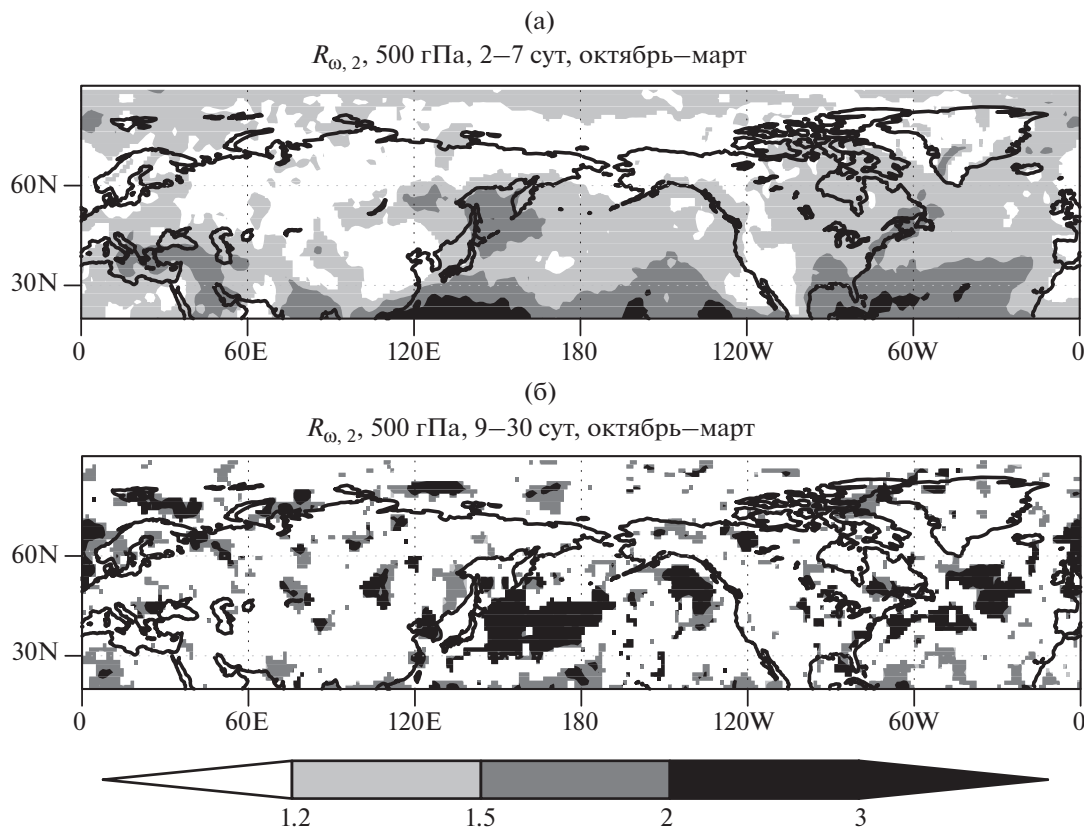 (а)
Rω, 2, 500 гПа, 2–7 сут, октябрь–март
60N
30N
0 60E 120E 180 120W 60W 0
(б)
Rω, 2, 500 гПа, 9–30 сут, октябрь–март
60N
30N
0 60E 120E 180 120W 60W 0
1.2 1.5 2 3